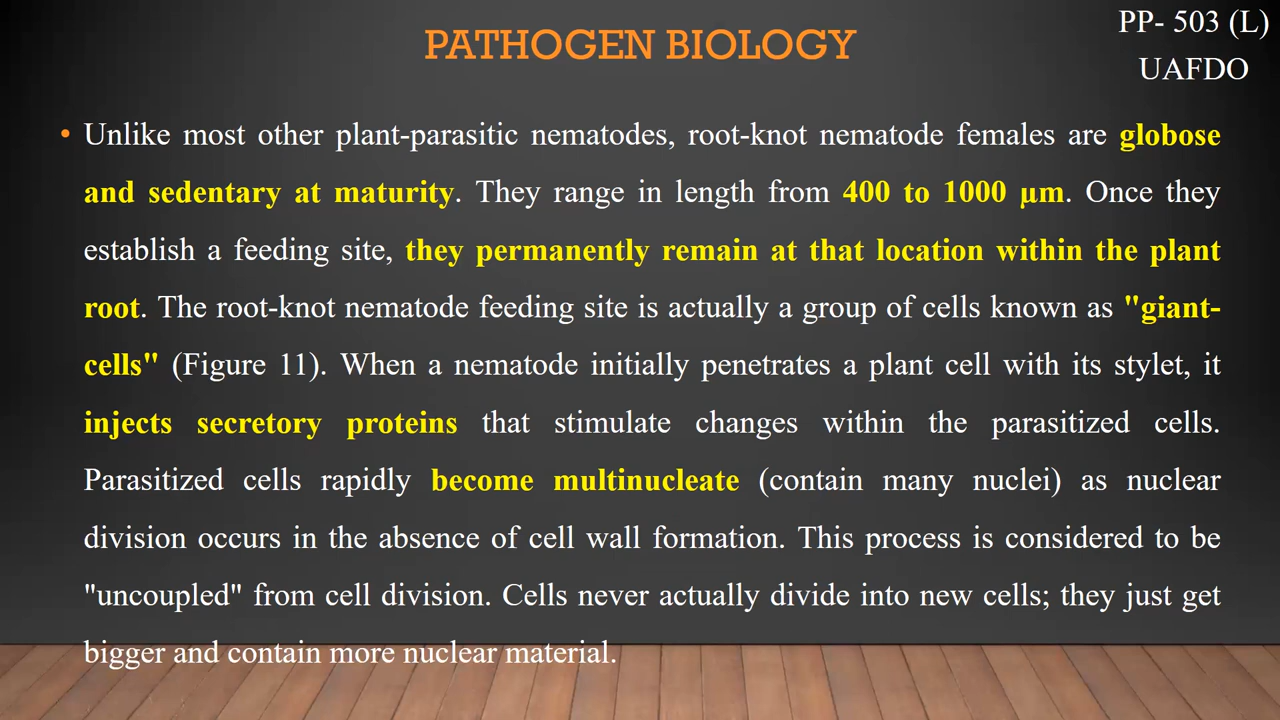 PP- 503 (L)
UAFDO
PATHOGEN BIOLOGY
• Unlike most other plant-parasitic nematodes, root-knot nematode females are globose
and sedentary at maturity. They range in length from 400 to 1000 µm. Once they
establish a feeding site, they permanently remain at that location within the plant
root. The root-knot nematode feeding site is actually a group of cells known as "giant-
cells" (Figure 11). When a nematode initially penetrates a plant cell with its stylet, it
injects secretory proteins that stimulate changes within the parasitized cells.
Parasitized cells rapidly become multinucleate (contain many nuclei) as nuclear
division occurs in the absence of cell wall formation. This process is considered to be
"uncoupled" from cell division. Cells never actually divide into new cells; they just get
bigger and contain more nuclear material.